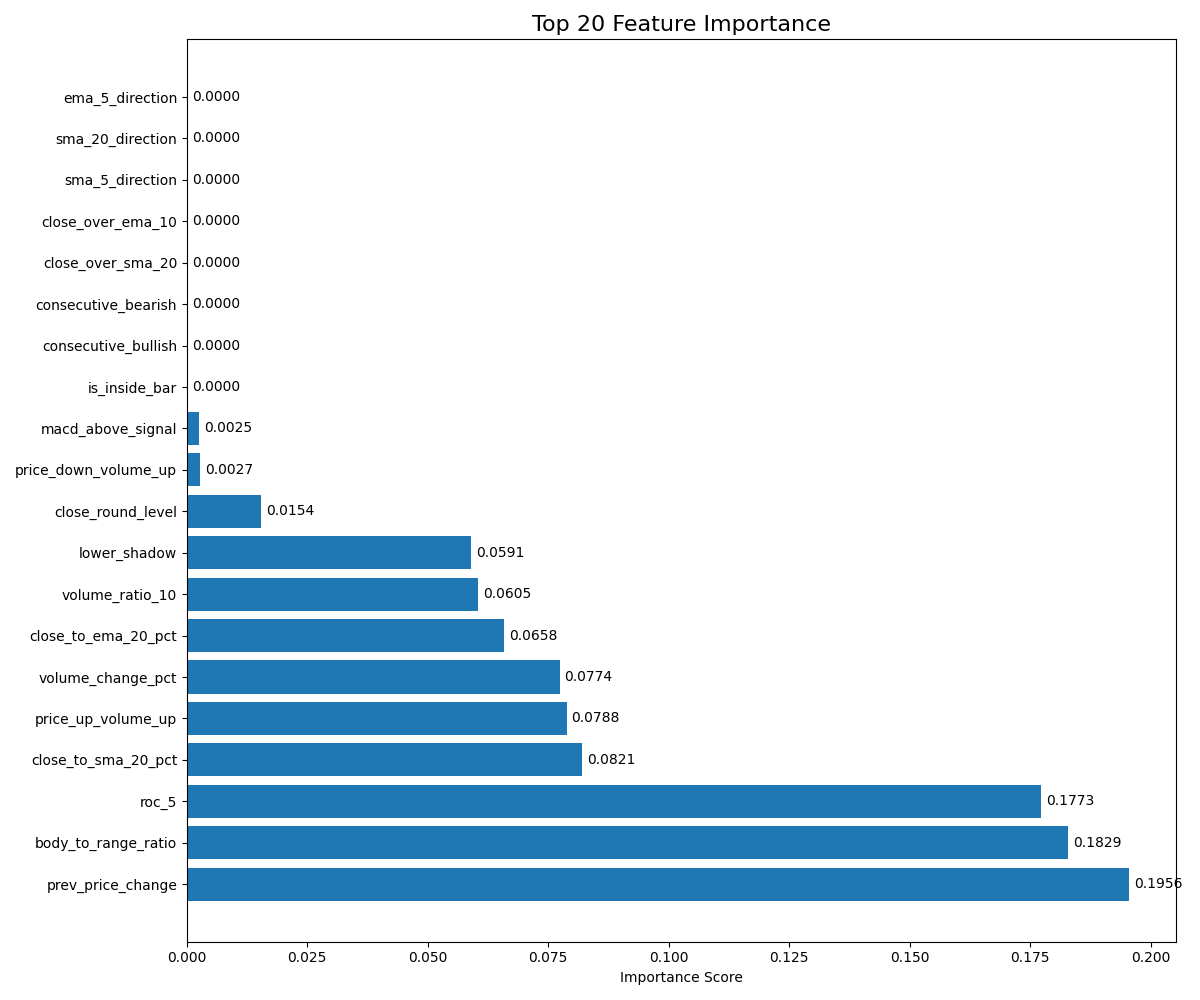 Top 20 Feature Importance
ema_5_direction 0.0000
sma_20_direction 0.0000
sma_5_direction 0.0000
close_over_ema_10 0.0000
close_over_sma_20 0.0000
consecutive_bearish 0.0000
consecutive_bullish 0.0000
is_inside_bar 0.0000
macd_above_signal 0.0025
price_down_volume_up 0.0027
close_round_level 0.0154
lower_shadow 0.0591
volume_ratio_10 0.0605
close_to_ema_20_pct 0.0658
volume_change_pct 0.0774
price_up_volume_up 0.0788
close_to_sma_20_pct 0.0821
roc_5 0.1773
body_to_range_ratio 0.1829
prev_price_change 0.1956
0.000 0.025 0.050 0.075 0.100 0.125 0.150 0.175 0.200
Importance Score